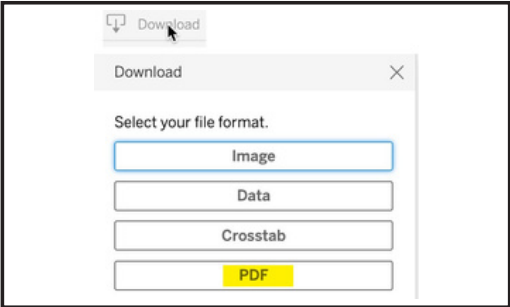 Download
Download
Select your file format.
Image
Data
Crosstab
PDF